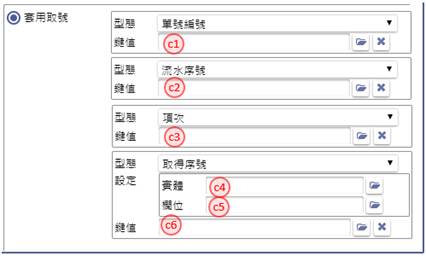 套用取號
型態 單號編號
鍵值 c1
型態 流水序號
鍵值 c2
型態 項次
鍵值 c3
型態 取得序號
設定
實體 c4
欄位 c5
鍵值 c6